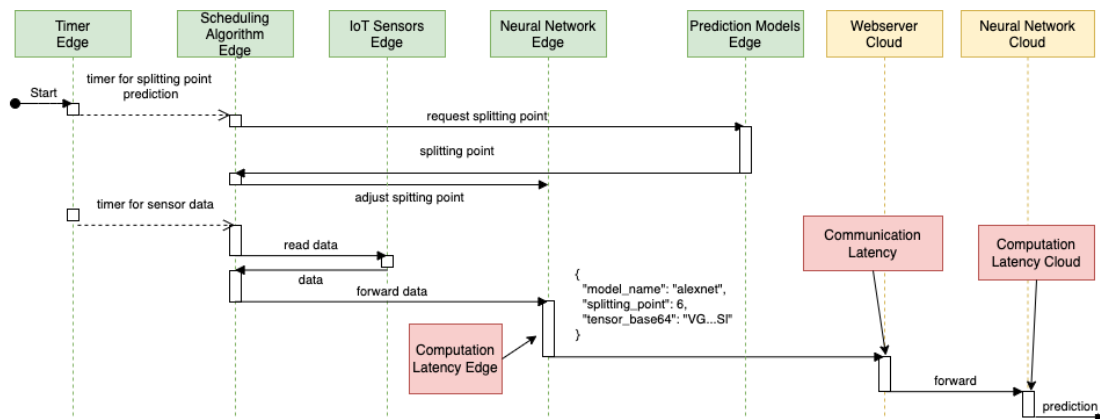 Timer
Edge
Scheduling
Algorithm
Edge
IoT Sensors
Edge
Neural Network
Edge
Prediction Models
Edge
Webserver
Cloud
Neural Network
Cloud
Start
timer for splitting point
prediction
request splitting point
splitting point
adjust spitting point
timer for sensor data
read data
data
forward data
{
"model_name": "alexnet",
"splitting_point": 6,
"tensor_base64": "VG...SI"
}
Computation
Latency Edge
Communication
Latency
Computation
Latency Cloud
forward
prediction